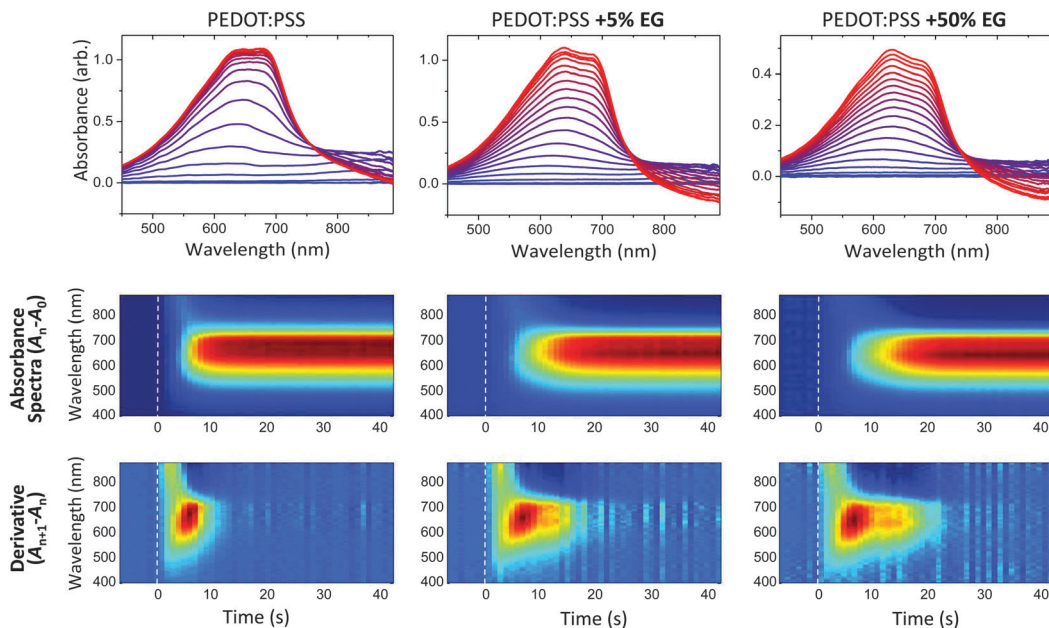 PEDOT:PSS
PEDOT:PSS +5% EG
PEDOT:PSS +50% EG
Absorbance (arb.)
1.0
0.5
0.0
500 600 700 800
Wavelength (nm)
1.0
0.5
0.0
500 600 700 800
Wavelength (nm)
0.4
0.2
0.0
500 600 700 800
Wavelength (nm)
Absorbance
Spectra (Aₙ-A₀)
Wavelength (nm)
800
700
600
500
400
0 10 20 30 40
800
700
600
500
400
0 10 20 30 40
800
700
600
500
400
0 10 20 30 40
Derivative
(Aₙ₊₁-Aₙ)
Wavelength (nm)
800
700
600
500
400
0 10 20 30 40
Time (s)
800
700
600
500
400
0 10 20 30 40
Time (s)
800
700
600
500
400
0 10 20 30 40
Time (s)